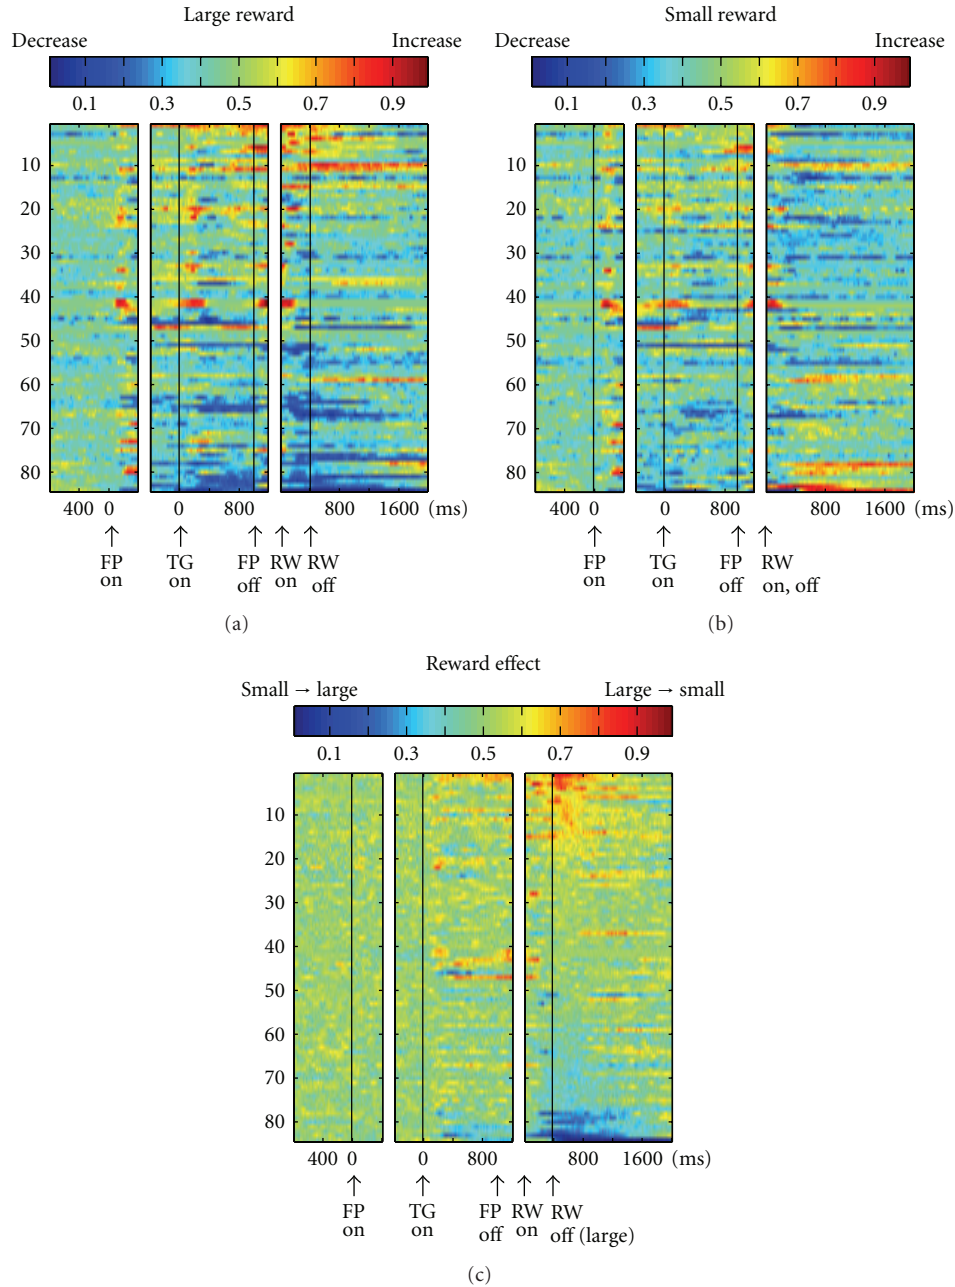 Large reward
Decrease Increase
0.1 0.3 0.5 0.7 0.9
10
20
30
40
50
60
70
80
400 0 0 800 800 1600 (ms)
FP on
TG on
FP off
RW on
RW off
(a)
Small reward
Decrease Increase
0.1 0.3 0.5 0.7 0.9
10
20
30
40
50
60
70
80
400 0 0 800 800 1600 (ms)
FP on
TG on
FP off
RW on, off
(b)
Reward effect
Small → large Large → small
0.1 0.3 0.5 0.7 0.9
10
20
30
40
50
60
70
80
400 0 0 800 800 1600 (ms)
FP on
TG on
FP off
RW on
RW off (large)
(c)